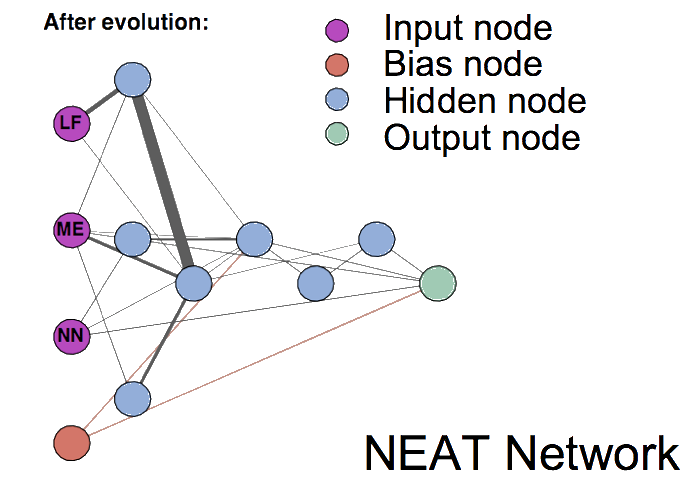 After evolution:
Input node
Bias node
Hidden node
Output node
LF
ME
NN
NEAT Network